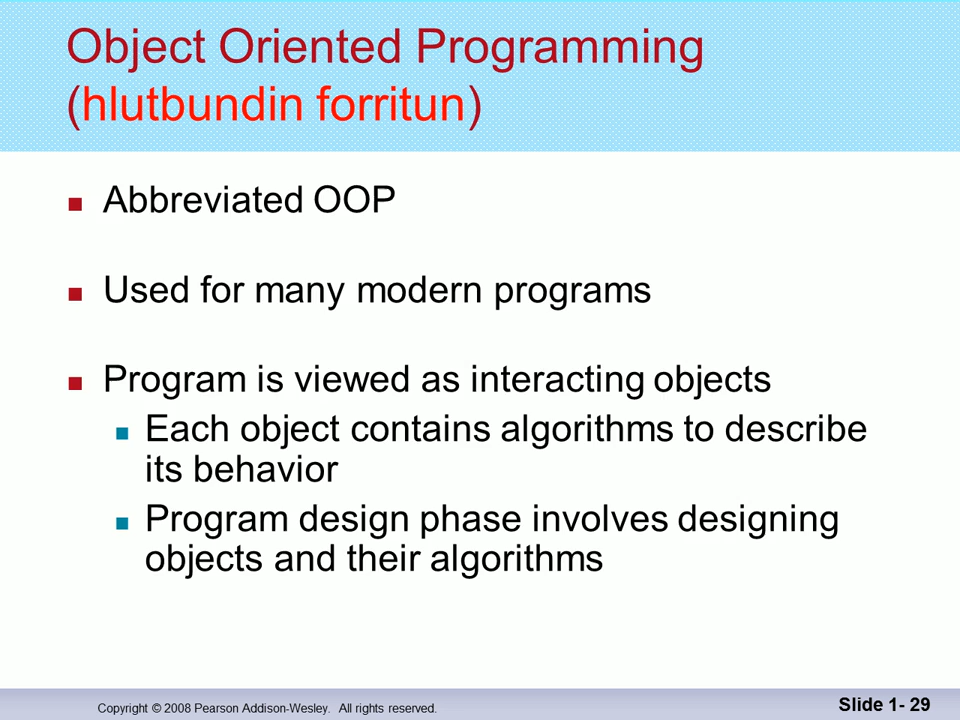 Object Oriented Programming
(hlutbundin forritun)
Abbreviated OOP
Used for many modern programs
Program is viewed as interacting objects
Each object contains algorithms to describe
its behavior
Program design phase involves designing
objects and their algorithms
Copyright © 2008 Pearson Addison-Wesley. All rights reserved.
Slide 1- 29